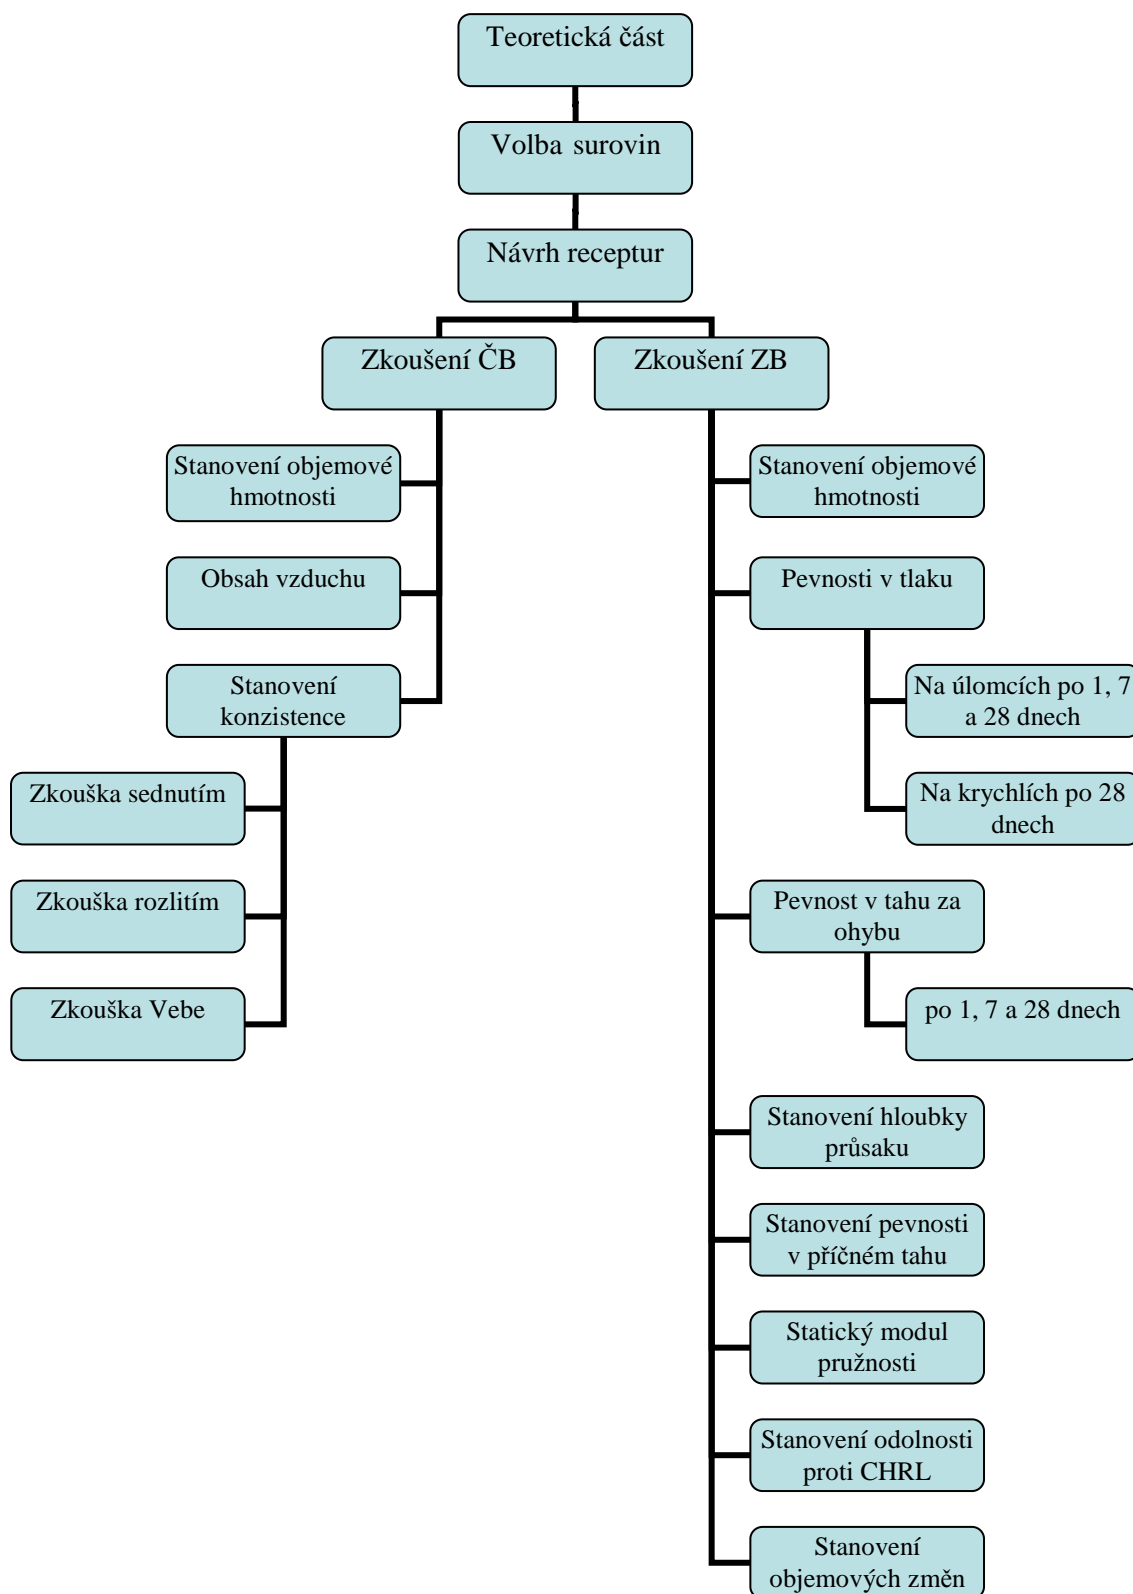 Teoretická část
Volba surovin
Návrh receptur
Zkoušení ČB
Zkoušení ZB
Stanovení objemové
hmotnosti
Stanovení objemové
hmotnosti
Obsah vzduchu
Pevnosti v tlaku
Stanovení
konzistence
Na úlomcích po 1, 7
a 28 dnech
Zkouška sednutím
Na krychlích po 28
dnech
Zkouška rozlitím
Pevnost v tahu za
ohybu
Zkouška Vebe
po 1, 7 a 28 dnech
Stanovení hloubky
průsaku
Stanovení pevnosti
v příčném tahu
Statický modul
pružnosti
Stanovení odolnosti
proti CHRL
Stanovení
objemových změn